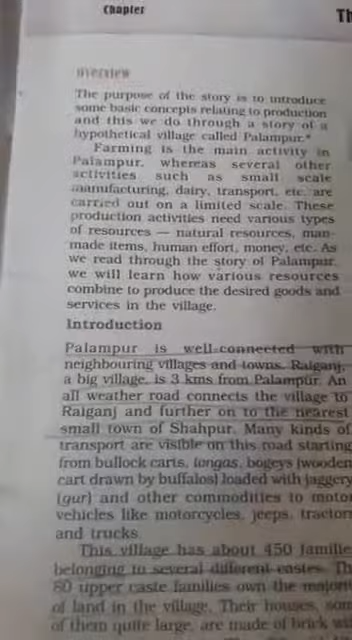 Chapter
Th
Overview
The purpose of the story is to introduce
some basic concepts relating to production
and this we do through a story of a
hypothetical village called Palampur.*
Farming is the main activity in
Palampur, whereas several other
activities such as small scale
manufacturing, dairy, transport, etc. are
carried out on a limited scale. These
production activities need various types
of resources — natural resources, man-
made items, human effort, money, etc. As
we read through the story of Palampur,
we will learn how various resources
combine to produce the desired goods and
services in the village.
Introduction
Palampur is well-connected with
neighbouring villages and towns. Raiganj,
a big village, is 3 kms from Palampur. An
all weather road connects the village to
Raiganj and further on to the nearest
small town of Shahpur. Many kinds of
transport are visible on this road starting
from bullock carts, tongas, bogeys (wooden
cart drawn by buffalos) loaded with jaggery
(gur) and other commodities to motor
vehicles like motorcycles, jeeps, tractors
and trucks.
This village has about 450 familie
belonging to several different castes. Th
80 upper caste families own the majorit
of land in the village. Their houses, som
of them quite large, are made of brick wi